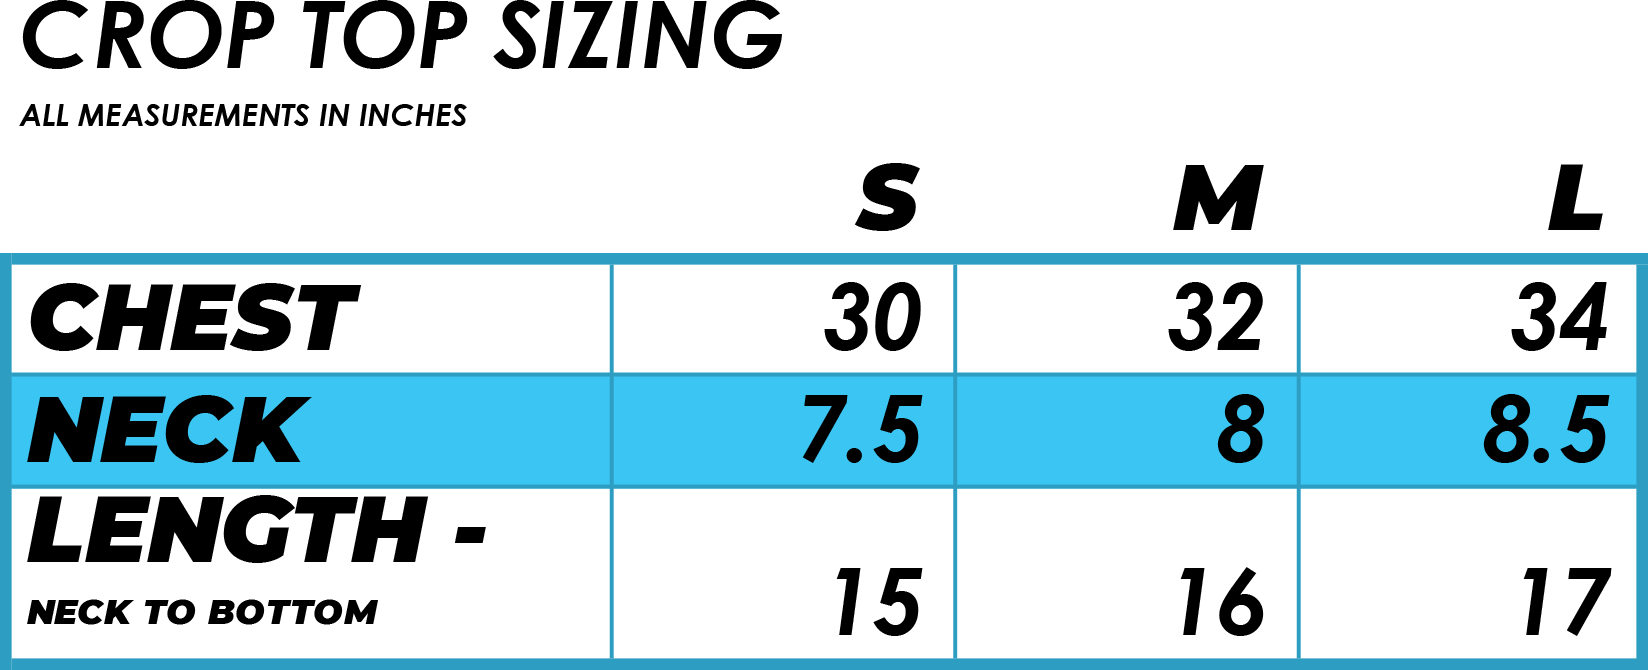 CROP TOP SIZING
ALL MEASUREMENTS IN INCHES
S M L
CHEST 30 32 34
NECK 7.5 8 8.5
LENGTH -
NECK TO BOTTOM 15 16 17